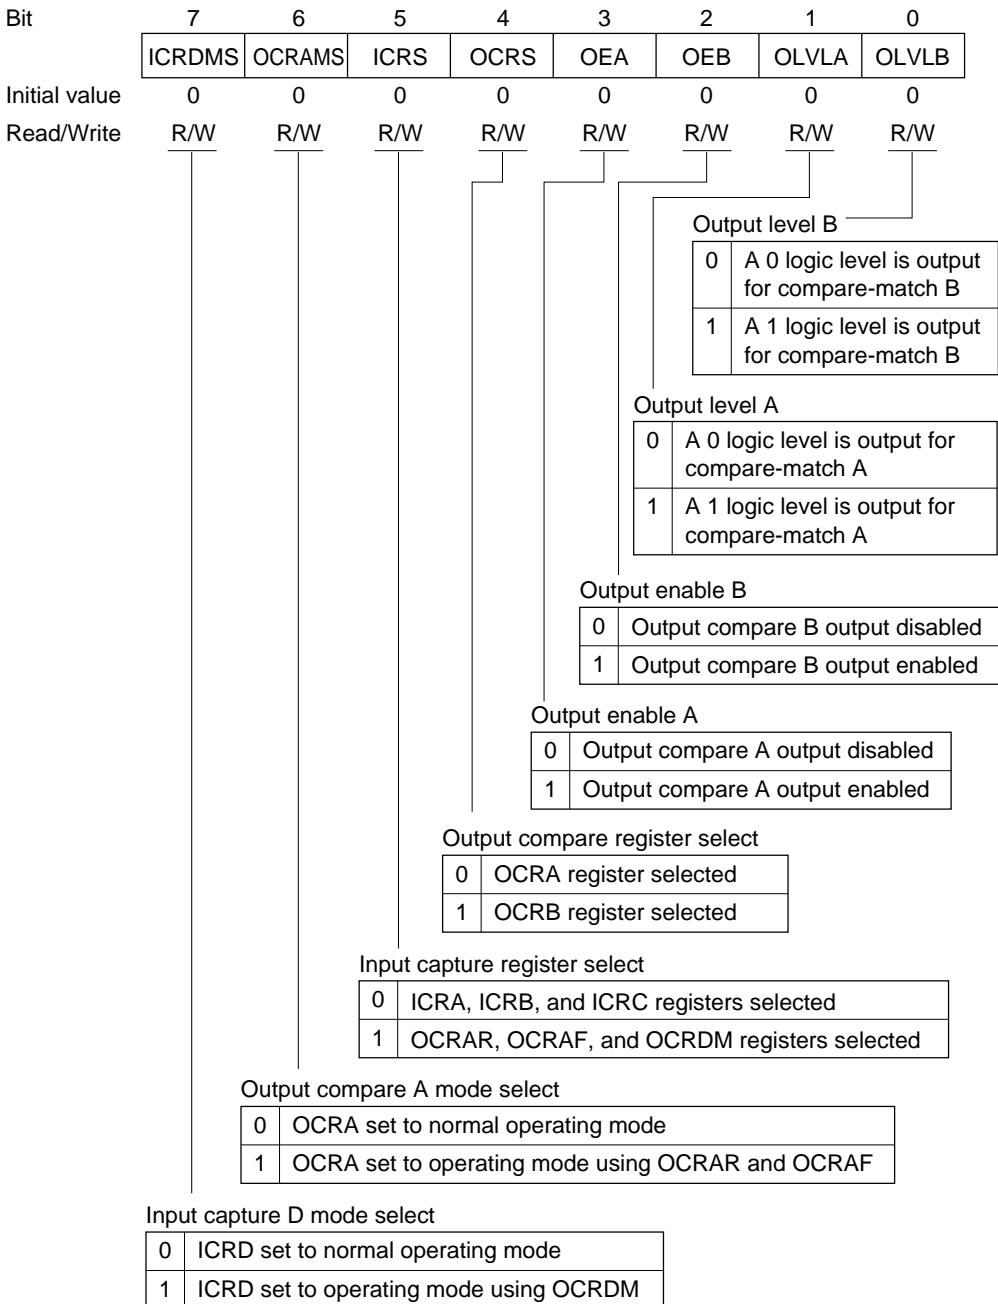 Bit 7 6 5 4 3 2 1 0
ICRDMS OCRAMS ICRS OCRS OEA OEB OLVLA OLVLB
Initial value 0 0 0 0 0 0 0 0
Read/Write R/W R/W R/W R/W R/W R/W R/W R/W
Output level B
0 A 0 logic level is output
for compare-match B
1 A 1 logic level is output
for compare-match B
Output level A
0 A 0 logic level is output for
compare-match A
1 A 1 logic level is output for
compare-match A
Output enable B
0 Output compare B output disabled
1 Output compare B output enabled
Output enable A
0 Output compare A output disabled
1 Output compare A output enabled
Output compare register select
0 OCRA register selected
1 OCRB register selected
Input capture register select
0 ICRA, ICRB, and ICRC registers selected
1 OCRAR, OCRAF, and OCRDM registers selected
Output compare A mode select
0 OCRA set to normal operating mode
1 OCRA set to operating mode using OCRAR and OCRAF
Input capture D mode select
0 ICRD set to normal operating mode
1 ICRD set to operating mode using OCRDM